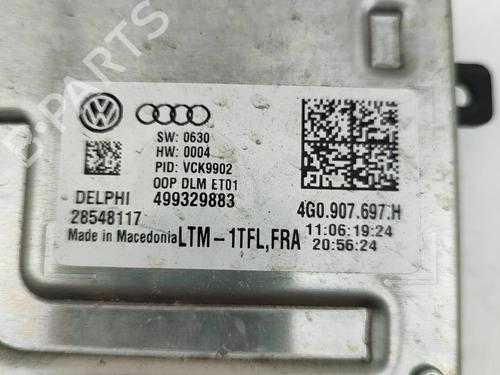 B-PARTS
SW: 0630
HW: 0004
PID: VCK9902
OOP DLM ET01
DELPHI 499329883
28548117
Made in Macedonia LTM-1TFL,FRA
4G0.907.697.H
11:06:19:24
20:56:24